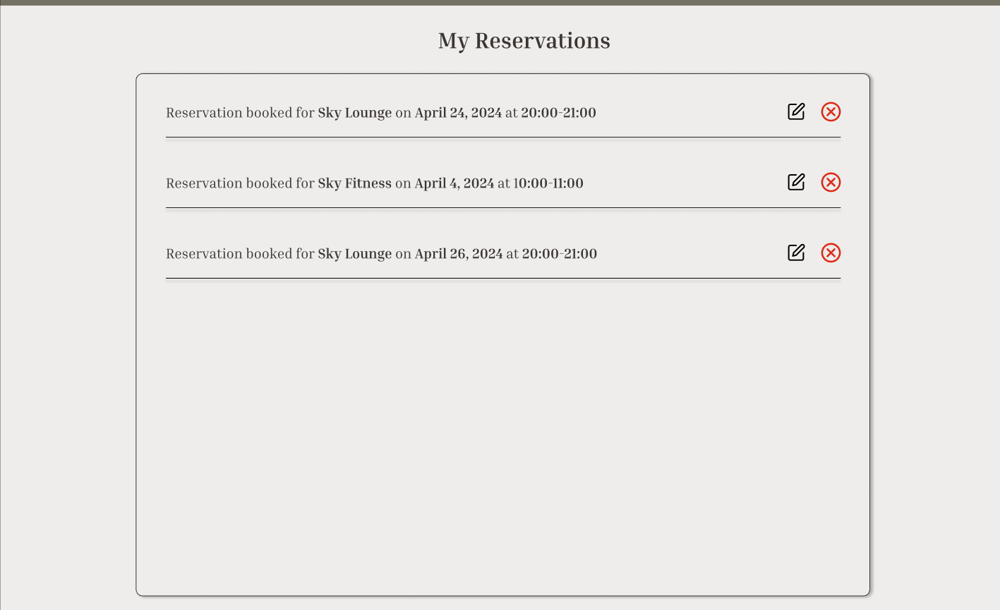 My Reservations
Reservation booked for Sky Lounge on April 24, 2024 at 20:00-21:00
Reservation booked for Sky Fitness on April 4, 2024 at 10:00-11:00
Reservation booked for Sky Lounge on April 26, 2024 at 20:00-21:00